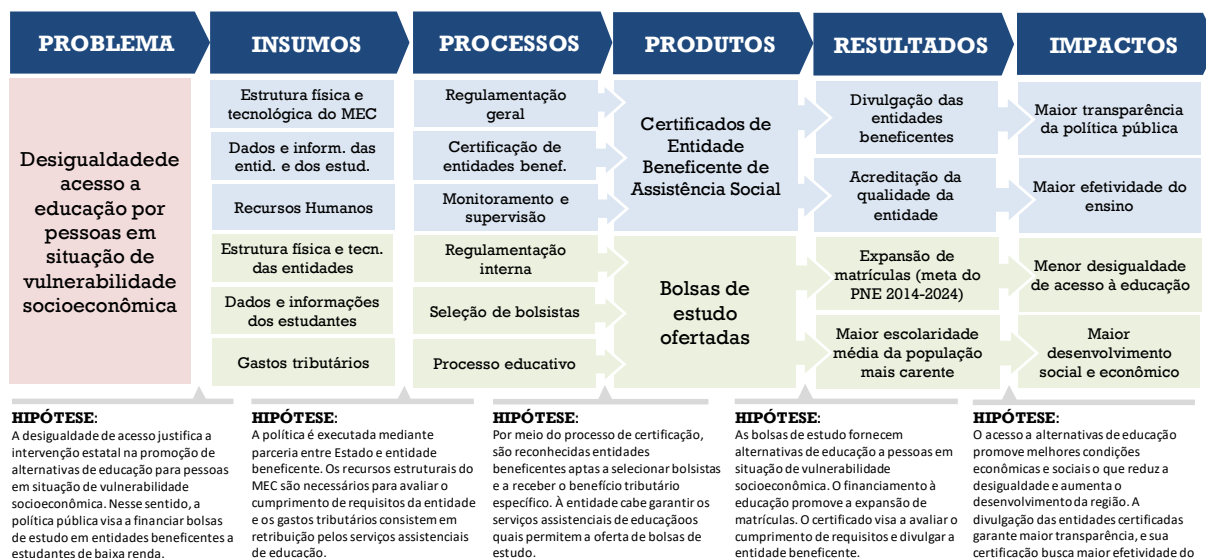 PROBLEMA
INSUMOS
PROCESSOS
PRODUTOS
RESULTADOS
IMPACTOS
Desigualdadede
acesso a
educação por
pessoas em
situação de
vulnerabilidade
socioeconômica
Estrutura física e
tecnológica do MEC
Dados e inform. das
entid. e dos estud.
Recursos Humanos
Estrutura física e tecn.
das entidades
Dados e informações
dos estudantes
Gastos tributários
Regulamentação
geral
Certificação de
entidades benef.
Monitoramento e
supervisão
Regulamentação
interna
Seleção de bolsistas
Processo educativo
Certificados de
Entidade
Beneficente de
Assistência Social
Bolsas de
estudo
ofertadas
Divulgação das
entidades
beneficentes
Acreditação da
qualidade da
entidade
Expansão de
matrículas (meta do
PNE 2014-2024)
Maior escolaridade
média da população
mais carente
Maior transparência
da política pública
Maior efetividade do
ensino
Menor desigualdade
de acesso à educação
Maior
desenvolvimento
social e econômico
HIPÓTESE:
A desigualdade de acesso justifica a
intervenção estatal na promoção de
alternativas de educação para pessoas
em situação de vulnerabilidade
socioeconômica. Nesse sentido, a
política pública visa a financiar bolsas
de estudo em entidades beneficentes a
estudantes de baixa renda.
HIPÓTESE:
A política é executada mediante
parceria entre Estado e entidade
beneficente. Os recursos estruturais do
MEC são necessários para avaliar o
cumprimento de requisitos da entidade
e os gastos tributários consistem em
retribuição pelos serviços assistenciais
de educação.
HIPÓTESE:
Por meio do processo de certificação,
são reconhecidas entidades
beneficentes aptas a selecionar bolsistas
e a receber o benefício tributário
específico. À entidade cabe garantir os
serviços assistenciais de educaçãoos
quais permitem a oferta de bolsas de
estudo.
HIPÓTESE:
As bolsas de estudo fornecem
alternativas de educação a pessoas em
situação de vulnerabilidade
socioeconômica. O financiamento à
educação promove a expansão de
matrículas. O certificado visa a avaliar o
cumprimento de requisitos e divulgar a
entidade beneficente.
HIPÓTESE:
O acesso a alternativas de educação
promove melhores condições
econômicas e sociais o que reduz a
desigualdade e aumenta o
desenvolvimento da região. A
divulgação das entidades certificadas
garante maior transparência, e sua
certificação busca maior efetividade do